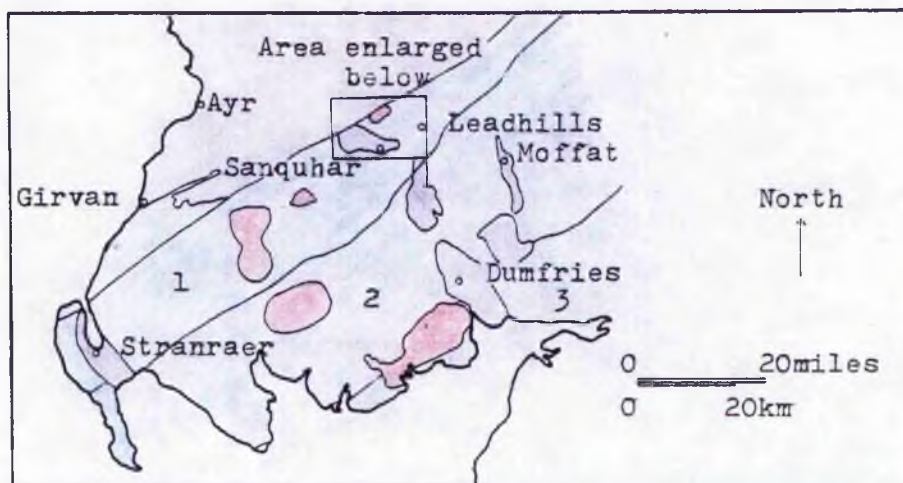 Area enlarged
below
Ayr
Leadhills
Moffat
Sanquhar
Girvan
North
Dumfries
1
2
3
Stranraer
0 20miles
0 20km